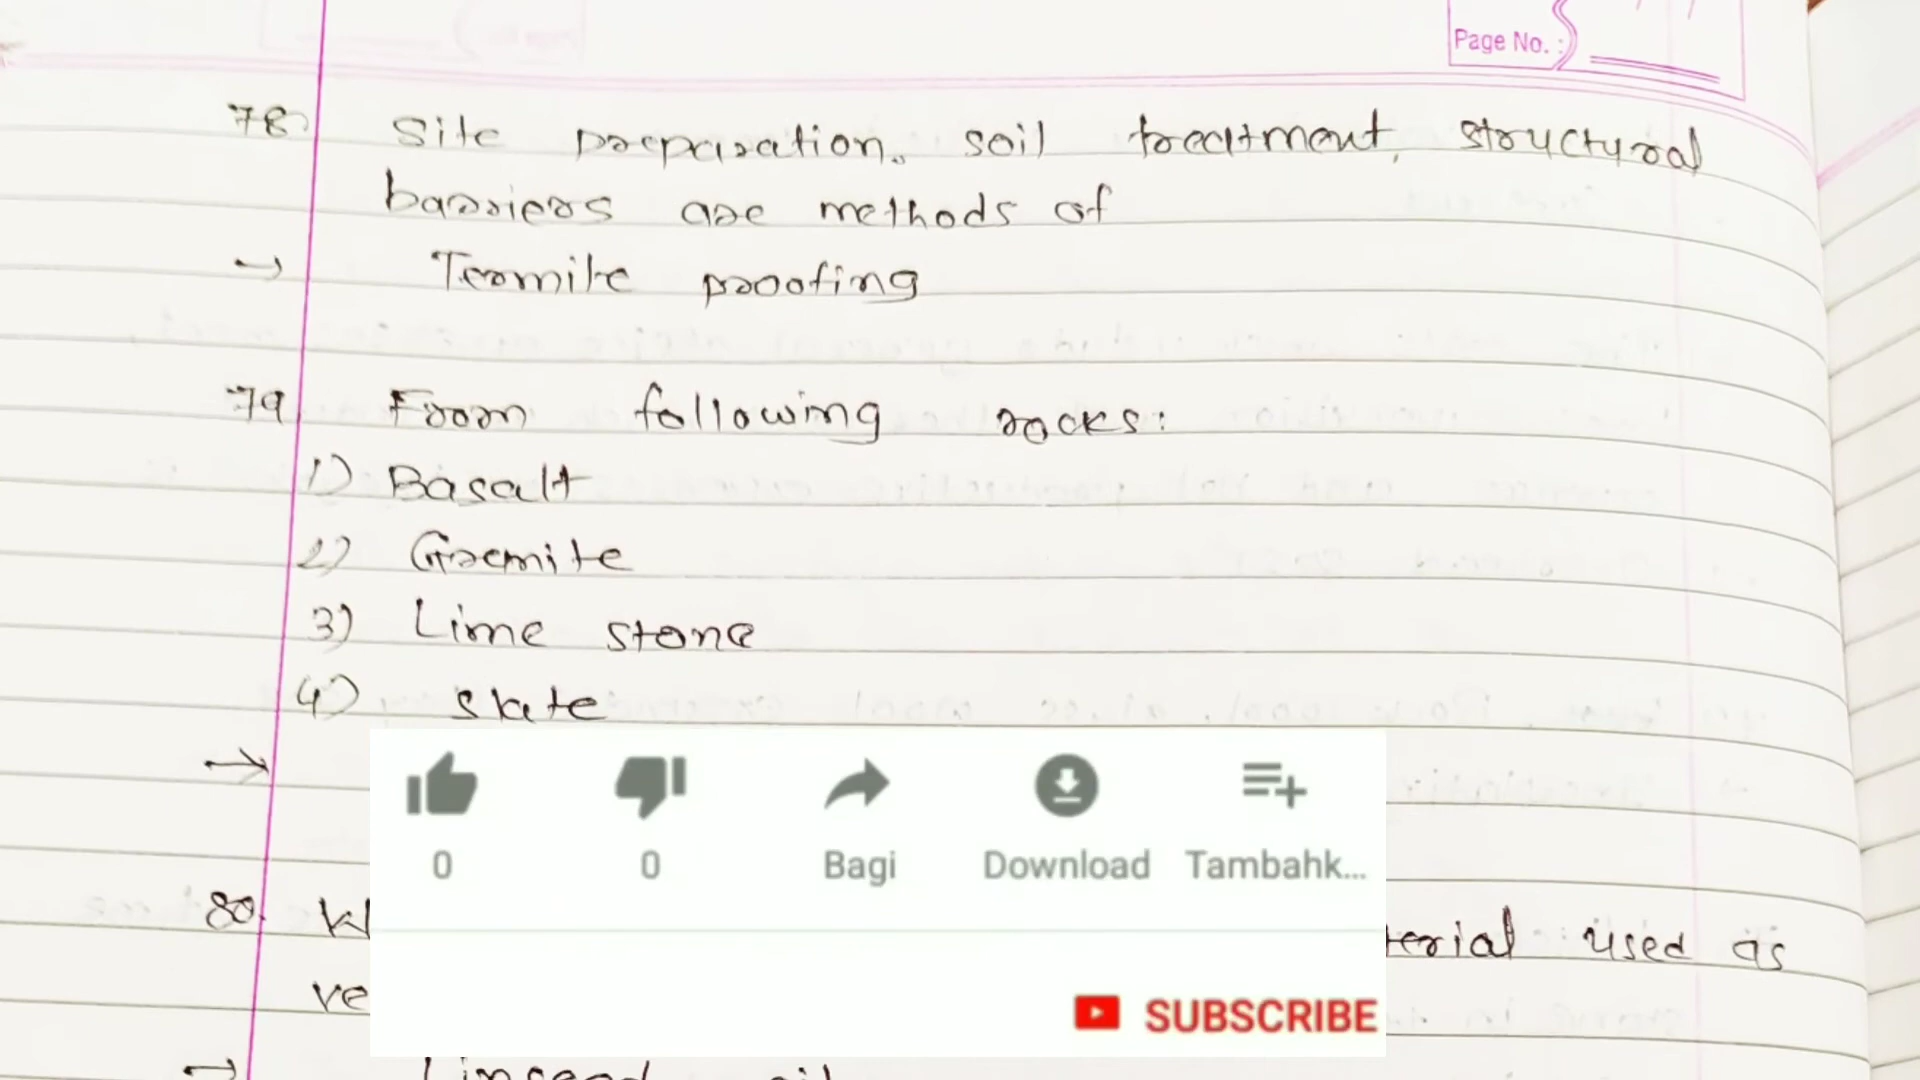 Page No. :
78) Site preparation, soil treatment, structural
barriers are methods of
→ Termite proofing
79) From following rocks:
1) Basalt
2) Granite
3) Lime stone
4) slate
→
0 0 Bagi Download Tambahk...
80. terial used as
ve
SUBSCRIBE
→ Linseed oil